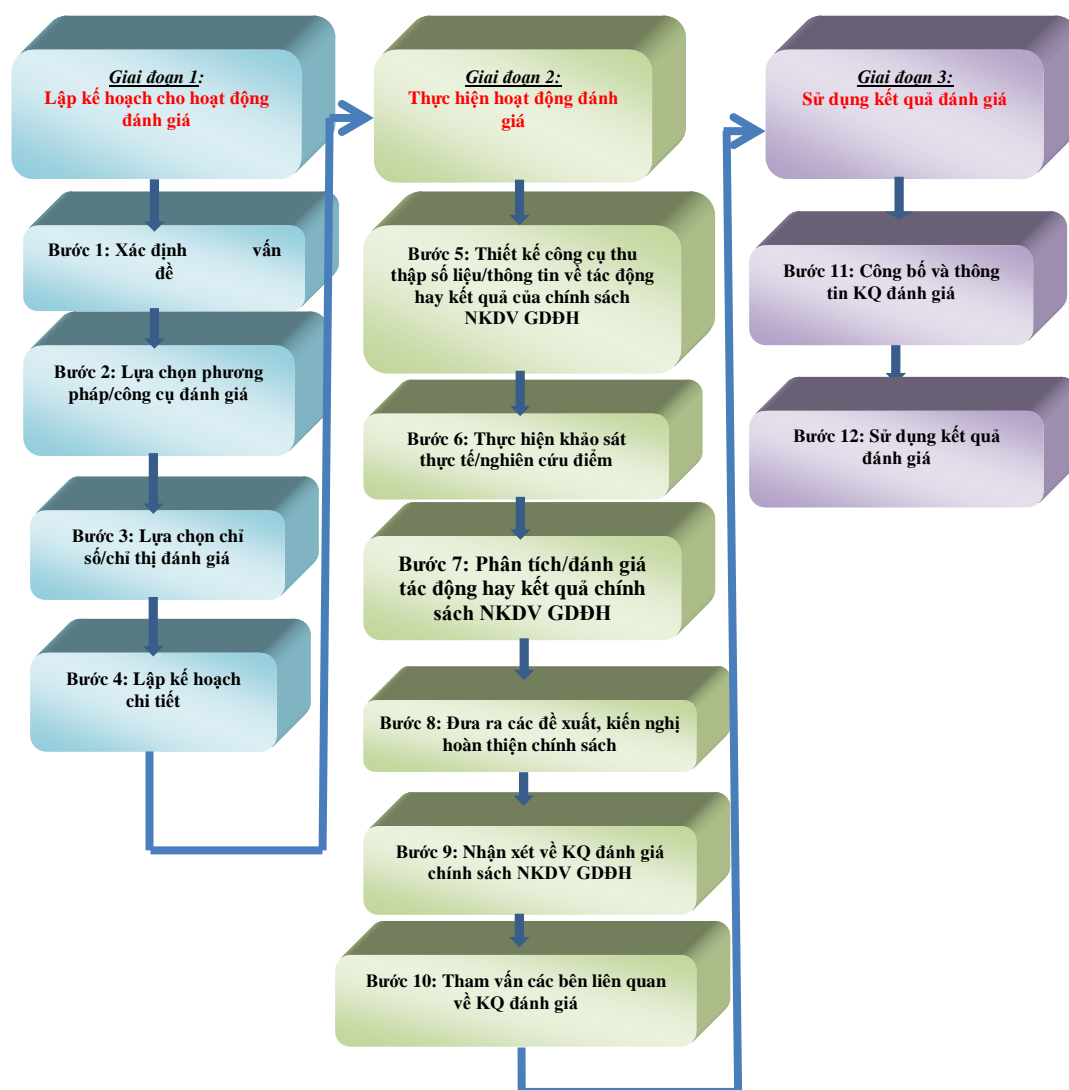 Giai đoạn 1:
Lập kế hoạch cho hoạt động
đánh giá
Bước 1: Xác định vấn
đề
Bước 2: Lựa chọn phương
pháp/công cụ đánh giá
Bước 3: Lựa chọn chỉ
số/chỉ thị đánh giá
Bước 4: Lập kế hoạch
chi tiết
Giai đoạn 2:
Thực hiện hoạt động đánh
giá
Bước 5: Thiết kế công cụ thu
thập số liệu/thông tin về tác động
hay kết quả của chính sách
NKDV GDĐH
Bước 6: Thực hiện khảo sát
thực tế/nghiên cứu điểm
Bước 7: Phân tích/đánh giá
tác động hay kết quả chính
sách NKDV GDĐH
Bước 8: Đưa ra các đề xuất, kiến nghị
hoàn thiện chính sách
Bước 9: Nhận xét về KQ đánh giá
chính sách NKDV GDĐH
Bước 10: Tham vấn các bên liên quan
về KQ đánh giá
Giai đoạn 3:
Sử dụng kết quả đánh giá
Bước 11: Công bố và thông
tin KQ đánh giá
Bước 12: Sử dụng kết quả
đánh giá